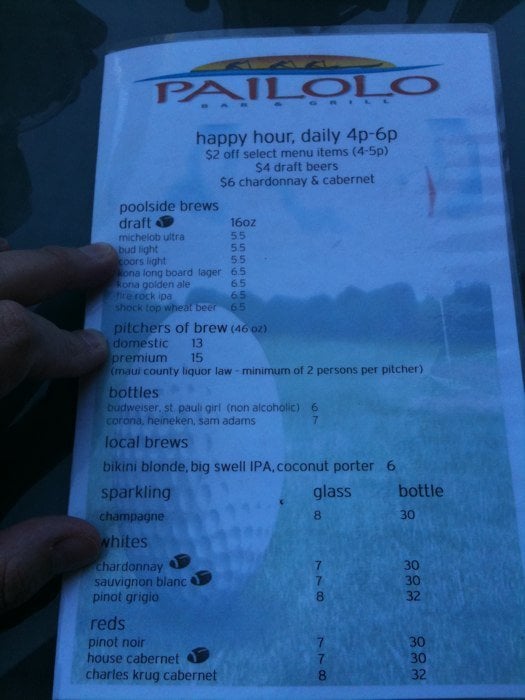 PAILOLO
BAR & GRILL
happy hour, daily 4p-6p
$2 off select menu items (4-5p)
$4 draft beers
$6 chardonnay & cabernet
poolside brews
draft 16oz
michelob ultra 5.5
bud light 5.5
coors light 5.5
kona long board lager 6.5
kona golden ale 6.5
fire rock ipa 6.5
shock top wheat beer 6.5
pitchers of brew (46 oz)
domestic 13
premium 15
(maui county liquor law - minimum of 2 persons per pitcher)
bottles
budweiser, st. pauli girl (non alcoholic) 6
corona, heineken, sam adams 7
local brews
bikini blonde, big swell IPA, coconut porter 6
sparkling glass bottle
champagne 8 30
whites
chardonnay 7 30
sauvignon blanc 7 30
pinot grigio 8 32
reds
pinot noir 7 30
house cabernet 7 30
charles krug cabernet 8 32